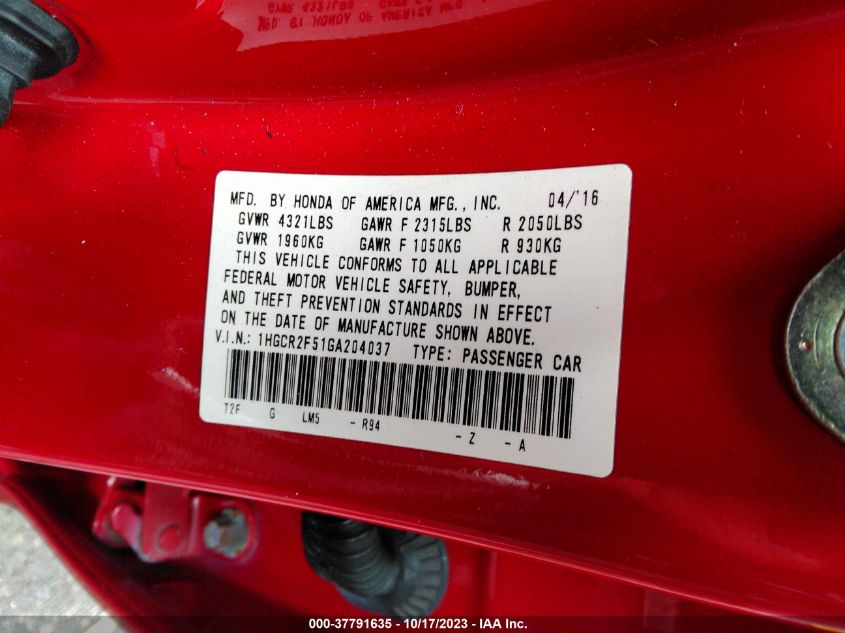 MFD. BY HONDA OF AMERICA MFG., INC. 04/'16
GVWR 4321LBS GAWR F 2315LBS R 2050LBS
GVWR 1960KG GAWR F 1050KG R 930KG
THIS VEHICLE CONFORMS TO ALL APPLICABLE
FEDERAL MOTOR VEHICLE SAFETY, BUMPER,
AND THEFT PREVENTION STANDARDS IN EFFECT
ON THE DATE OF MANUFACTURE SHOWN ABOVE.
V.I.N.: 1HGCR2F51GA204037 TYPE: PASSENGER CAR
T2F G LM5 - R94 - Z - A
000-37791635 - 10/17/2023 - IAA Inc.